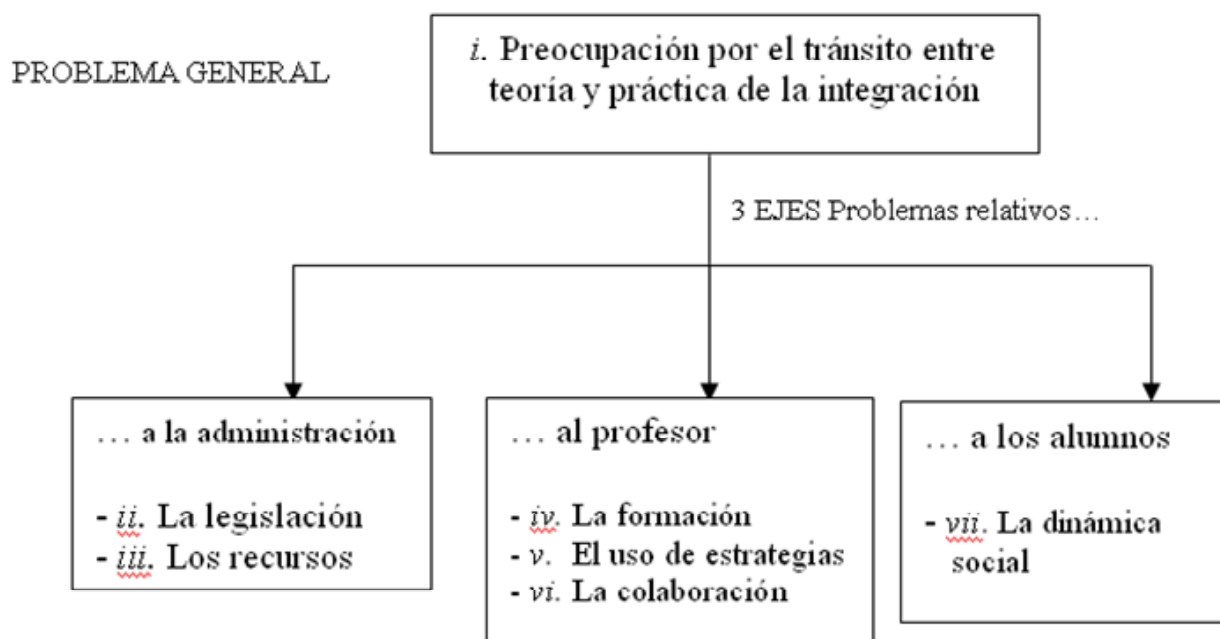 PROBLEMA GENERAL
i. Preocupación por el tránsito entre
teoría y práctica de la integración
3 EJES Problemas relativos…
… a la administración
- ii. La legislación
- iii. Los recursos
… al profesor
- iv. La formación
- v. El uso de estrategias
- vi. La colaboración
… a los alumnos
- vii. La dinámica
social